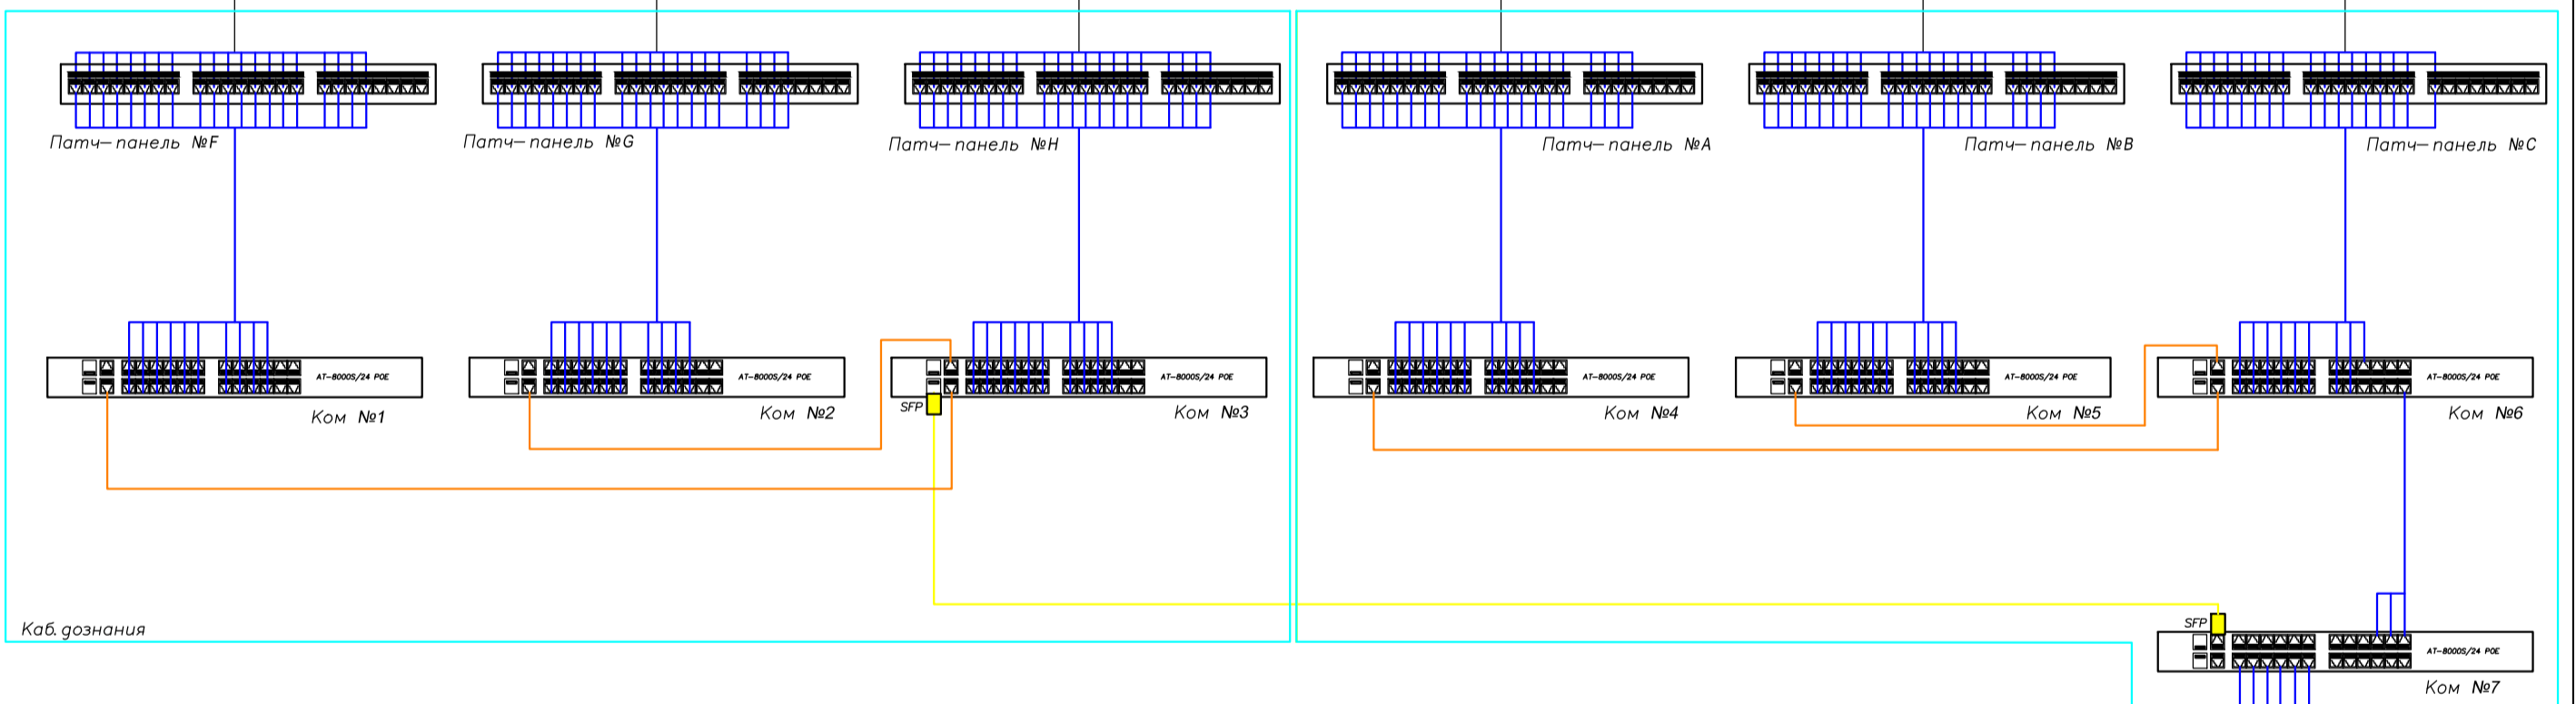 Патч-панель №F
Патч-панель №G
Патч-панель №H
Патч-панель №A
Патч-панель №B
Патч-панель №C
AT-8000S/24 POE
AT-8000S/24 POE
AT-8000S/24 POE
AT-8000S/24 POE
AT-8000S/24 POE
AT-8000S/24 POE
Ком №1
Ком №2
SFP
Ком №3
Ком №4
Ком №5
Ком №6
Каб. дознания
SFP
AT-8000S/24 POE
Ком №7